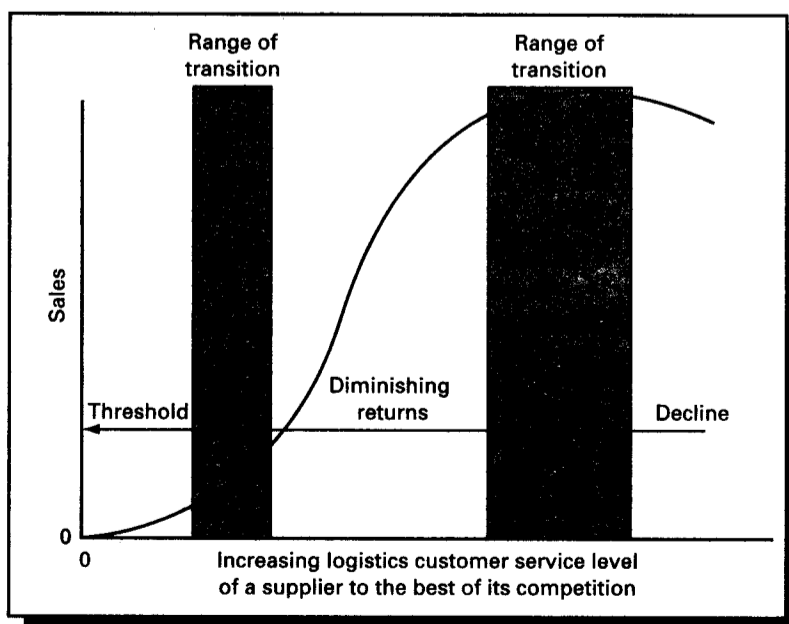 Range of
transition
Range of
transition
Sales
Threshold
Diminishing
returns
Decline
0
0
Increasing logistics customer service level
of a supplier to the best of its competition